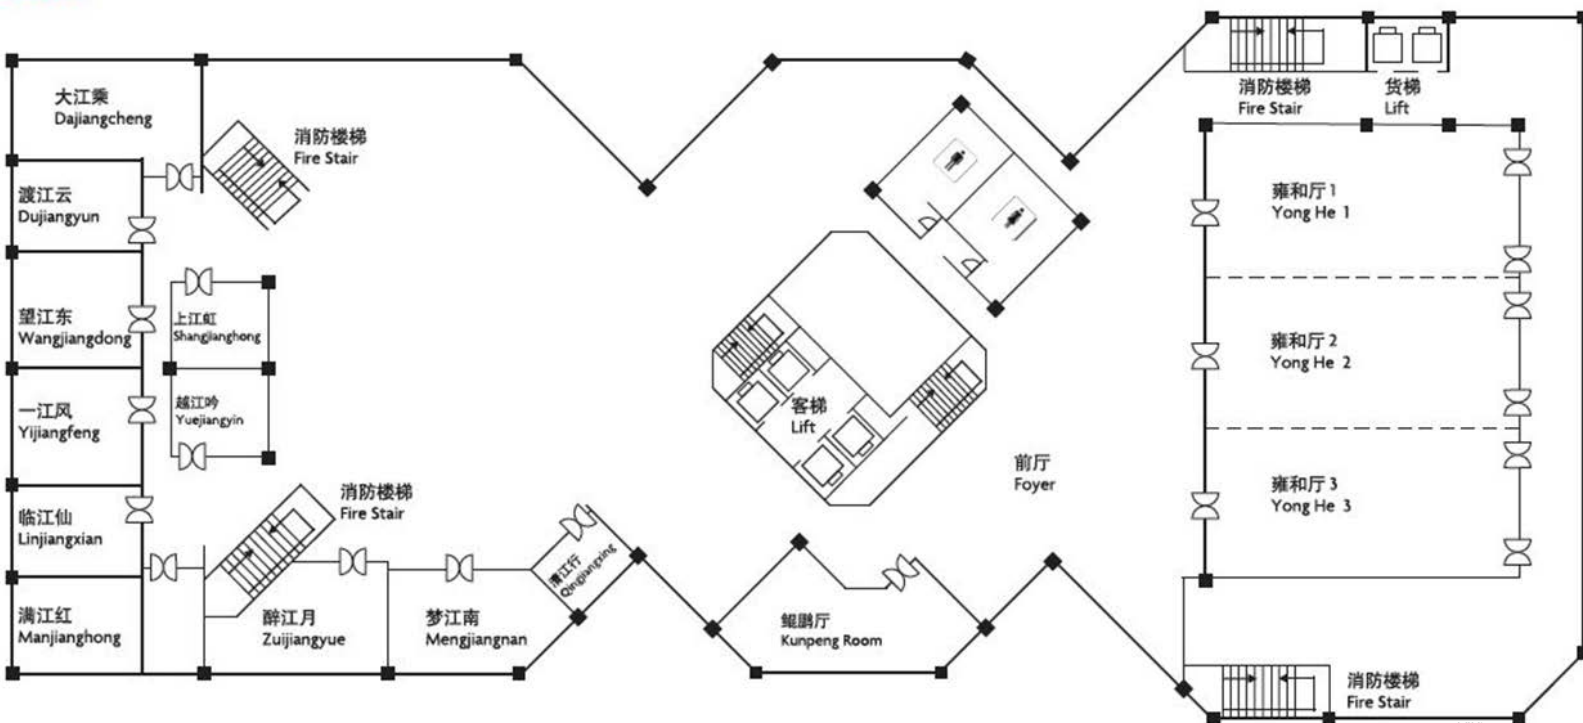 大江乘
Dajiangcheng
消防楼梯
Fire Stair
消防楼梯
Fire Stair
货梯
Lift
渡江云
Dujiangyun
雍和厅1
Yong He 1
望江东
Wangjiangdong
上江虹
Shangjianghong
雍和厅2
Yong He 2
一江风
Yijiangfeng
越江吟
Yuejiangyin
客梯
Lift
前厅
Foyer
雍和厅3
Yong He 3
临江仙
Linjiangxian
消防楼梯
Fire Stair
清江行
Qingjiangxing
满江红
Manjianghong
醉江月
Zuijiangyue
梦江南
Mengjiangnan
鲲鹏厅
Kunpeng Room
消防楼梯
Fire Stair